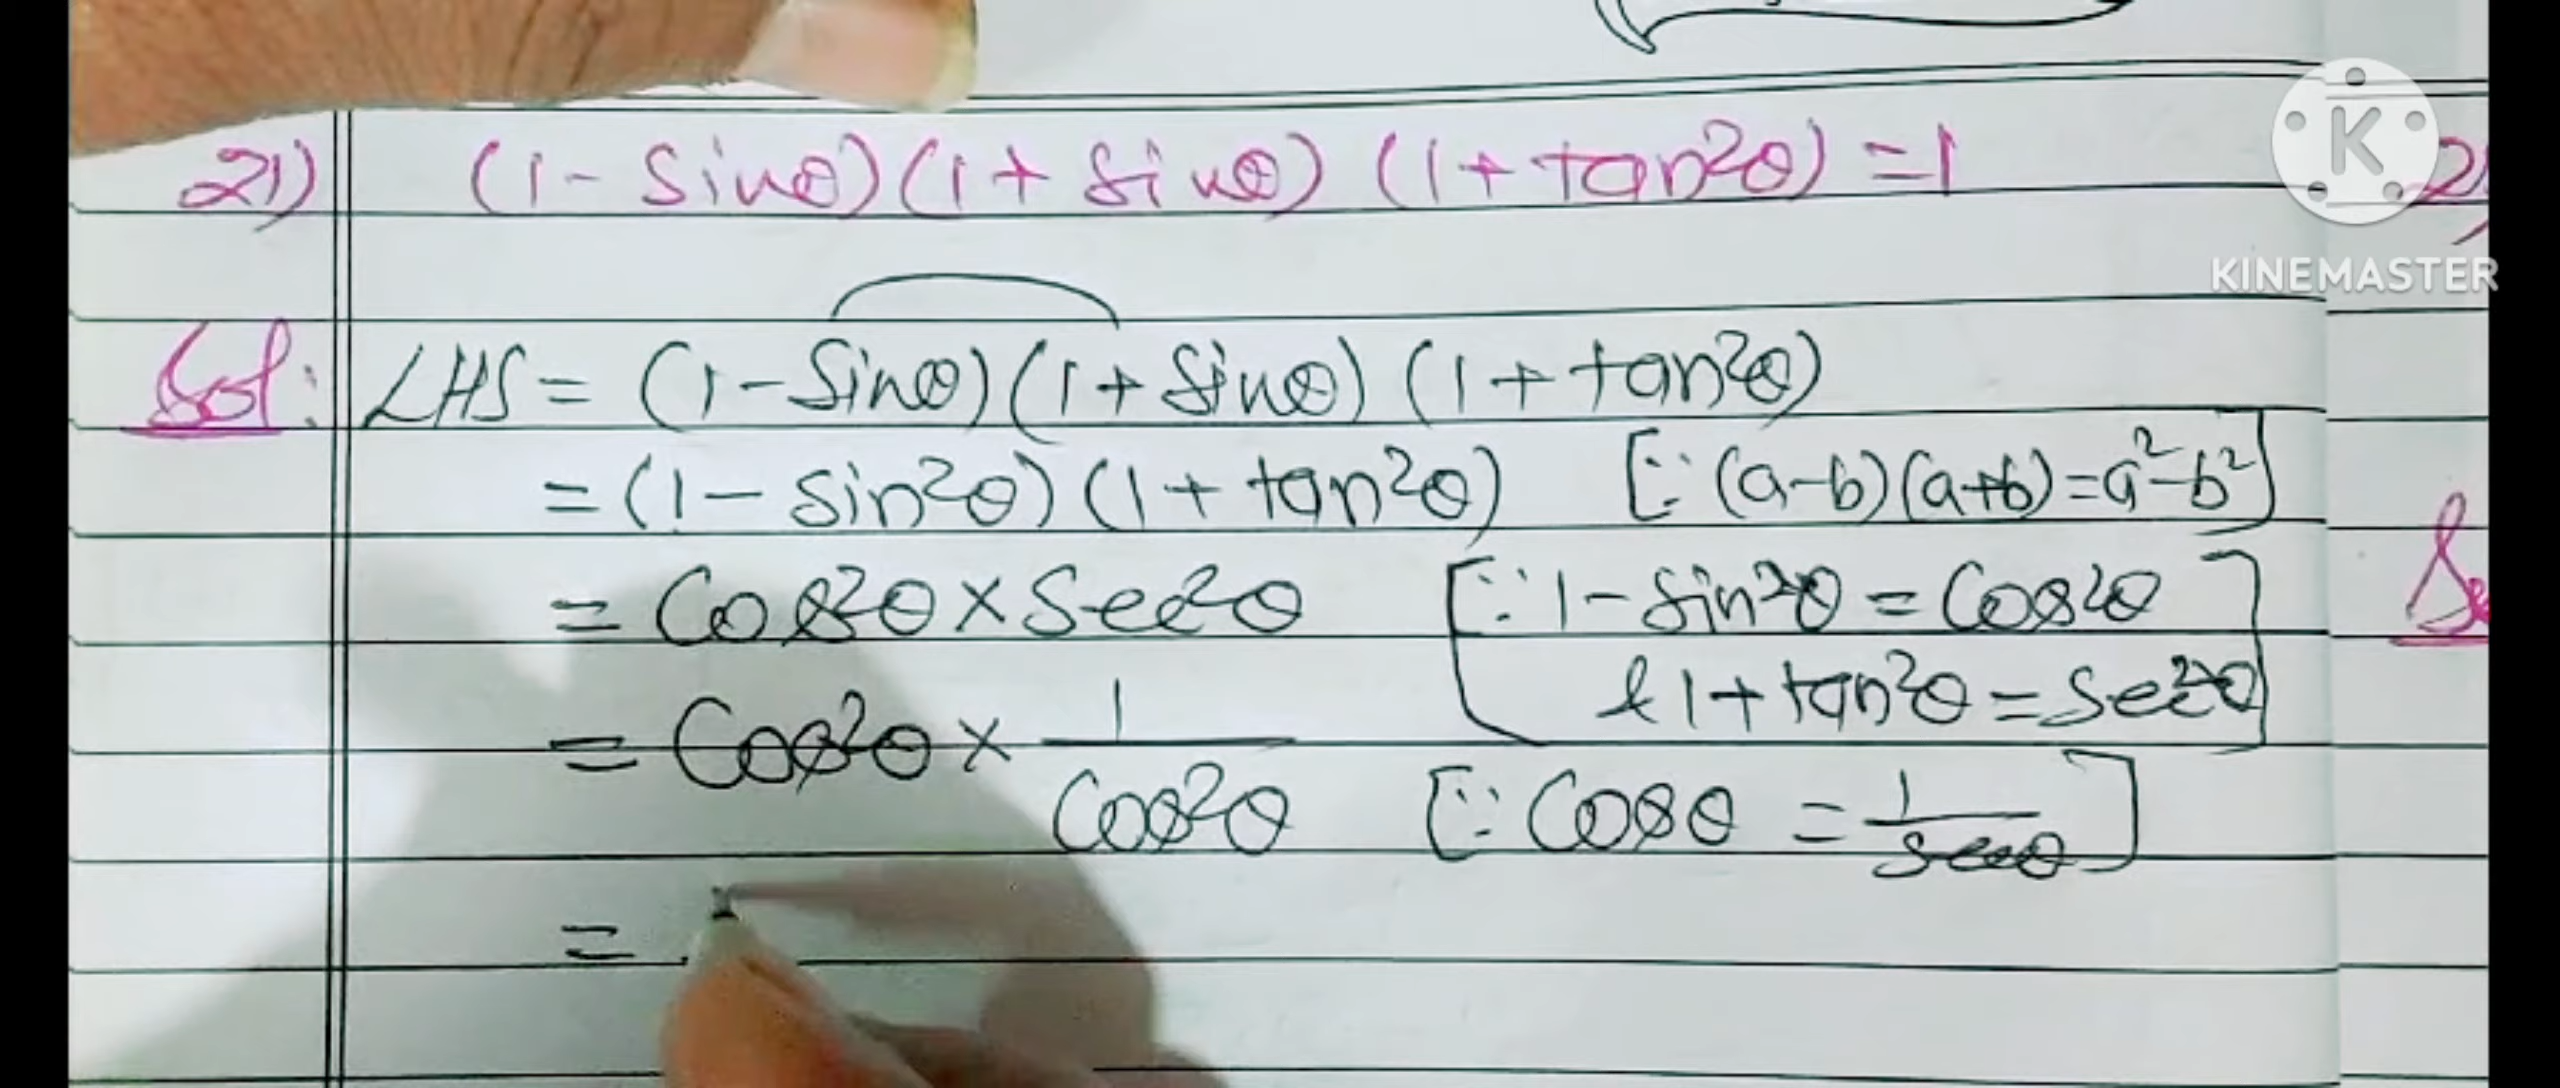 21) (1 - sinθ)(1 + sinθ) (1 + tan²θ) = 1
K
KINEMASTER
Sol: LHS = (1 - sinθ)(1 + sinθ) (1 + tan²θ)
= (1 - sin²θ) (1 + tan²θ) [∵ (a-b)(a+b) = a²-b²]
= Cos²θ × Sec²θ [∵ 1 - sin²θ = Cos²θ
& 1 + tan²θ = Sec²θ]
= Cos²θ × 1/Cos²θ [∵ Cosθ = 1/secθ]
=